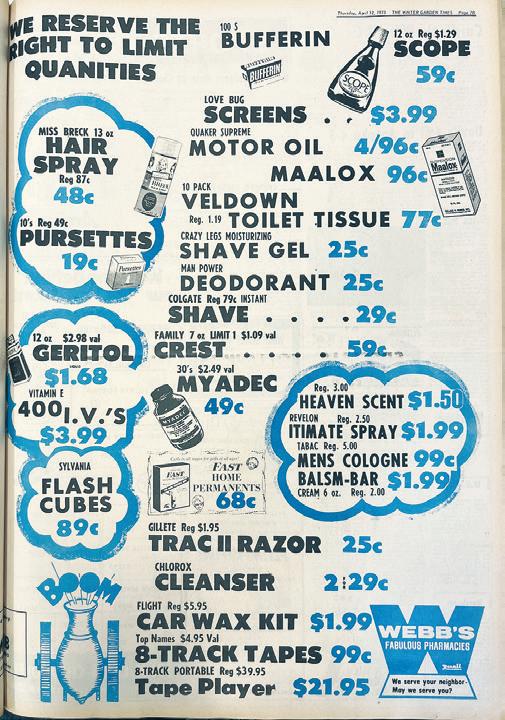 Thursday, April 12, 1973 THE WINTER GARDEN TIMES Page 7B
WE RESERVE THE
RIGHT TO LIMIT
QUANITIES
100 S
BUFFERIN
BUFFERIN
SCOPE
12 oz Reg $1.29
SCOPE
59c
LOVE BUG
SCREENS . . $3.99
QUAKER SUPREME
MOTOR OIL 4/96c
MAALOX 96c
Maalox
MISS BRECK 13 oz
HAIR
SPRAY
Reg 87c
48c
10's Reg 49c
PURSETTES
19c
Pursettes
10 PACK
VELDOWN
Reg. 1.19 TOILET TISSUE 77c
CRAZY LEGS MOISTURIZING
SHAVE GEL 25c
MAN POWER
DEODORANT 25c
COLGATE Reg 79c INSTANT
SHAVE . . . . 29c
FAMILY 7 oz LIMIT 1 $1.09 val
CREST . . . . 59c
12 oz $2.98 val
GERITOL
LIQUID
$1.68
VITAMIN E
400 I.V.'S
$3.99
30's $2.49 val
MYADEC
49c
MYADEC
Reg. 3.00
HEAVEN SCENT $1.50
REVELON Reg. 2.50
ITIMATE SPRAY $1.99
TABAC Reg. 5.00
MENS COLOGNE 99c
BALSM-BAR $1.99
CREAM 6 oz. Reg. 2.00
SYLVANIA
FLASH
CUBES
89c
FAST
FAST
HOME
PERMANENTS
68c
GILLETE Reg $1.95
TRAC II RAZOR 25c
CHLOROX
CLEANSER 2:29c
BOOM
FLIGHT Reg $5.95
CAR WAX KIT $1.99
Top Names $4.95 Val
8-TRACK TAPES 99c
8-TRACK PORTABLE Reg $39.95
Tape Player $21.95
W
WEBB'S
FABULOUS PHARMACIES
Rexall
We serve your neighbor-
May we serve you?